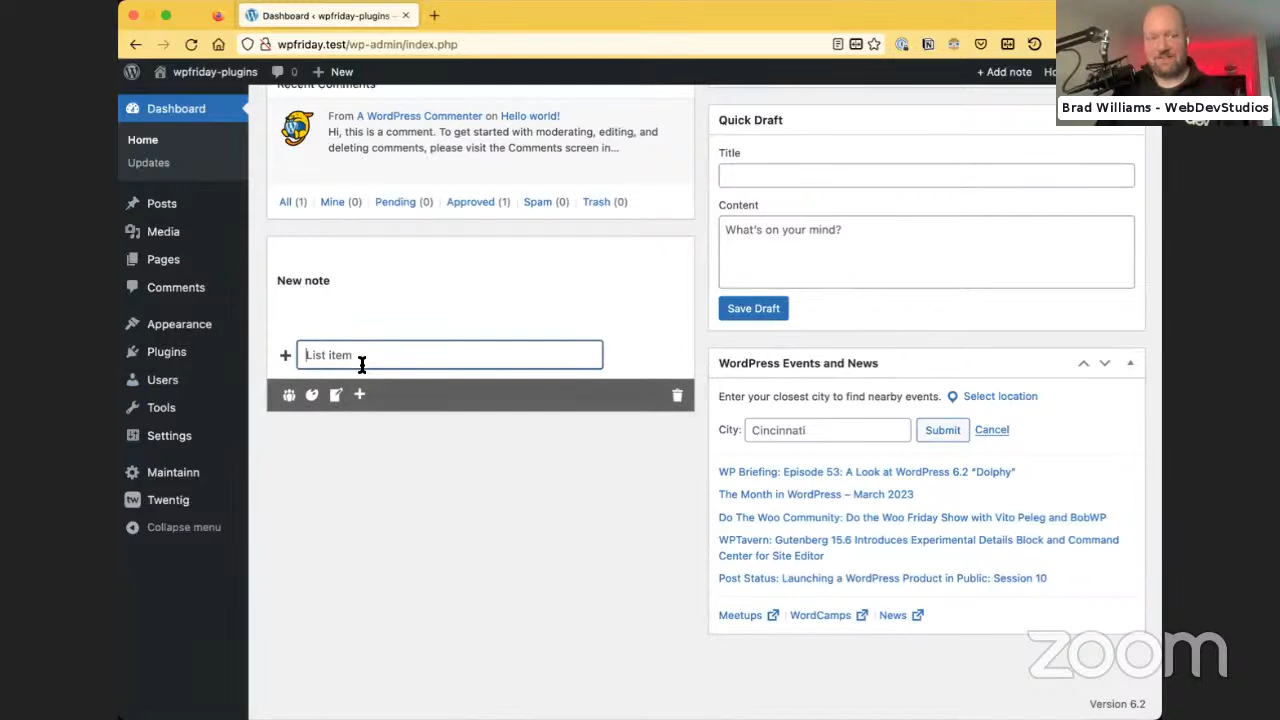 Dashboard ‹ wpfriday-plugins
wpfriday.test/wp-admin/index.php
wpfriday-plugins 0 New
+ Add note
Brad Williams - WebDevStudios
Dashboard
Home
Updates
Posts
Media
Pages
Comments
Appearance
Plugins
Users
Tools
Settings
Maintainn
tw Twentig
Collapse menu
Recent Comments
From A WordPress Commenter on Hello world!
Hi, this is a comment. To get started with moderating, editing, and
deleting comments, please visit the Comments screen in...
All (1) | Mine (0) | Pending (0) | Approved (1) | Spam (0) | Trash (0)
New note
List item
Quick Draft
Title
Content
What's on your mind?
Save Draft
WordPress Events and News
Enter your closest city to find nearby events. Select location
City: Cincinnati Submit Cancel
WP Briefing: Episode 53: A Look at WordPress 6.2 “Dolphy”
The Month in WordPress – March 2023
Do The Woo Community: Do the Woo Friday Show with Vito Peleg and BobWP
WPTavern: Gutenberg 15.6 Introduces Experimental Details Block and Command
Center for Site Editor
Post Status: Launching a WordPress Product in Public: Session 10
Meetups | WordCamps | News
zoom
Version 6.2